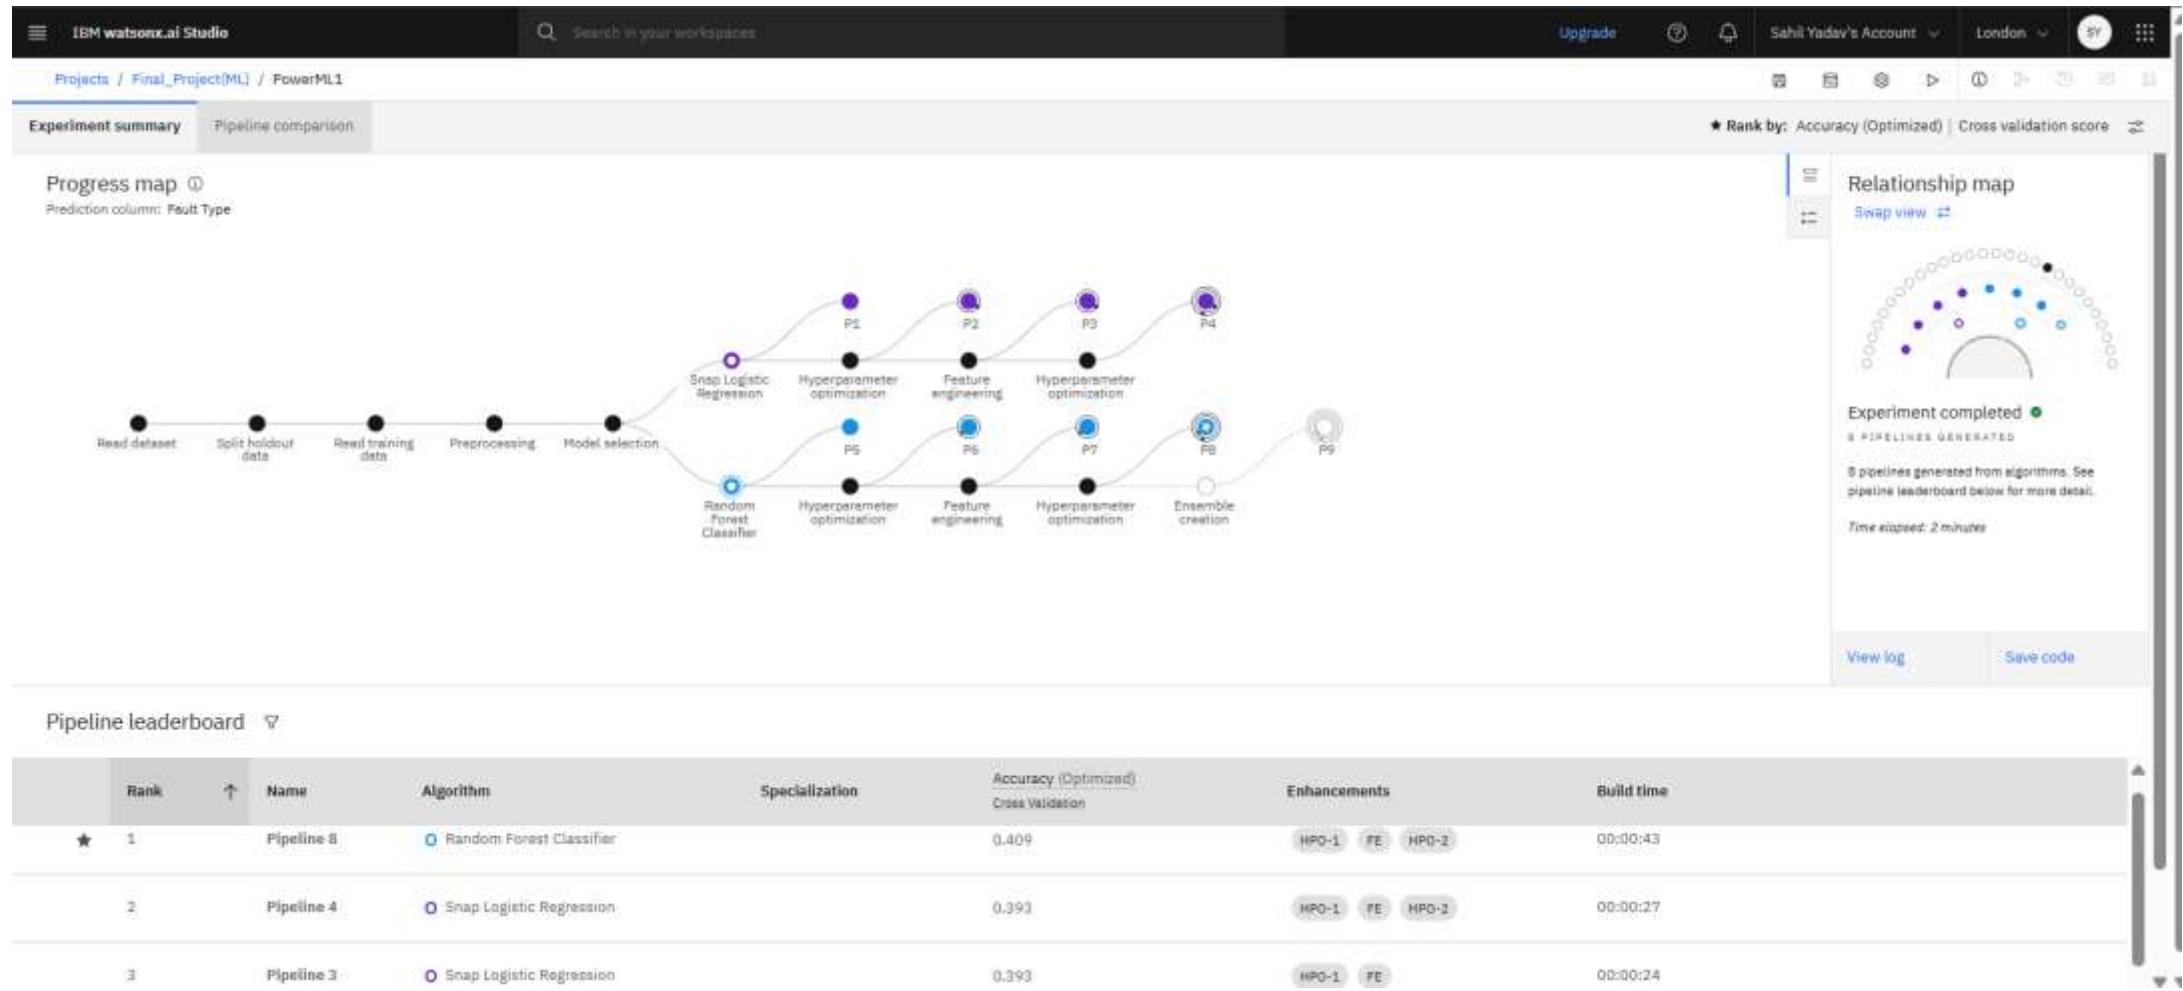 IBM watsonx.ai Studio
Search in your workspaces
Upgrade
Sahil Yadav's Account
London
SY
Projects / Final_Project(ML) / PowerML1
Experiment summary
Pipeline comparison
★ Rank by: Accuracy (Optimized) | Cross validation score
Progress map
Prediction column: Fault Type
Relationship map
Swap view
P1
P2
P3
P4
Snap Logistic
Regression
Hyperparameter
optimization
Feature
engineering
Hyperparameter
optimization
Read dataset
Split holdout
data
Read training
data
Preprocessing
Model selection
P5
P6
P7
P8
P9
Random
Forest
Classifier
Hyperparameter
optimization
Feature
engineering
Hyperparameter
optimization
Ensemble
creation
Experiment completed
8 PIPELINES GENERATED
8 pipelines generated from algorithms. See
pipeline leaderboard below for more detail.
Time elapsed: 2 minutes
View log
Save code
Pipeline leaderboard
Rank ↑ Name Algorithm Specialization Accuracy (Optimized) Enhancements Build time
Cross Validation
★ 1 Pipeline 8 Random Forest Classifier 0.409 HPO-1 FE HPO-2 00:00:43
2 Pipeline 4 Snap Logistic Regression 0.393 HPO-1 FE HPO-2 00:00:27
3 Pipeline 3 Snap Logistic Regression 0.393 HPO-1 FE 00:00:24